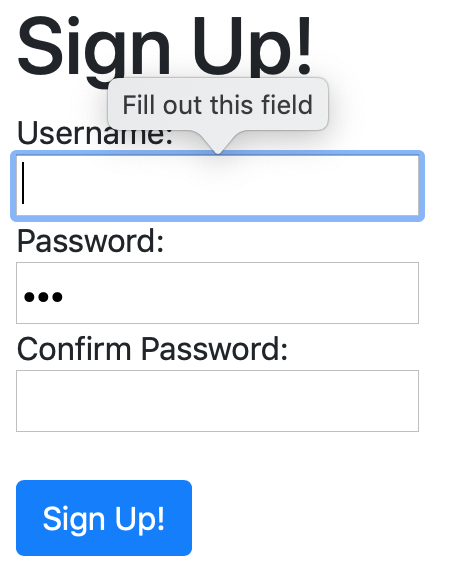 Sign Up!
Fill out this field
Username:
Password:
•••
Confirm Password:
Sign Up!